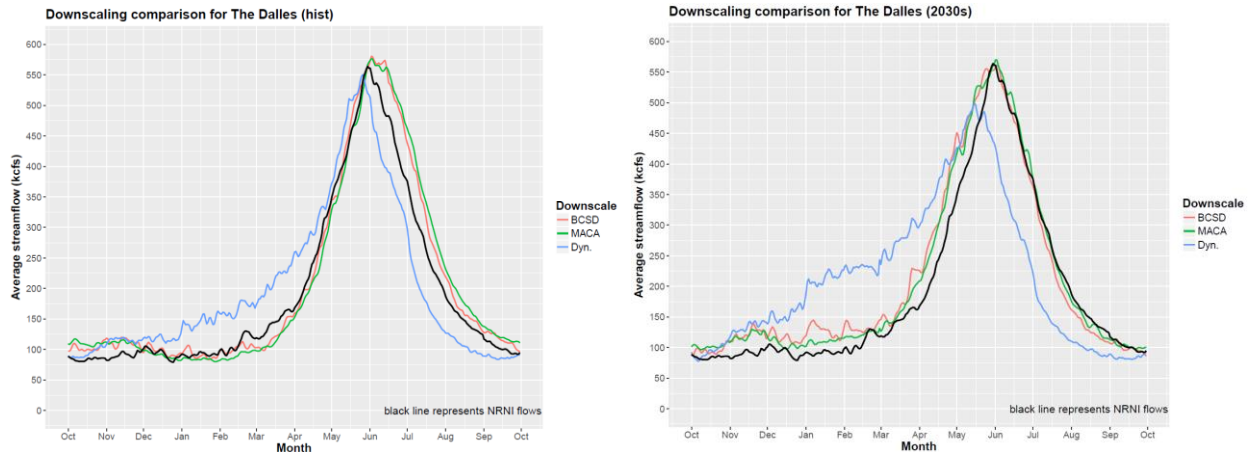 Downscaling comparison for The Dalles (hist)
Average streamflow (kcfs)
600
550
500
450
400
350
300
250
200
150
100
50
0
Oct Nov Dec Jan Feb Mar Apr May Jun Jul Aug Sep Oct
Month
Downscale
BCSD
MACA
Dyn.
black line represents NRNI flows
Downscaling comparison for The Dalles (2030s)
Average streamflow (kcfs)
600
550
500
450
400
350
300
250
200
150
100
50
0
Oct Nov Dec Jan Feb Mar Apr May Jun Jul Aug Sep Oct
Month
Downscale
BCSD
MACA
Dyn.
black line represents NRNI flows